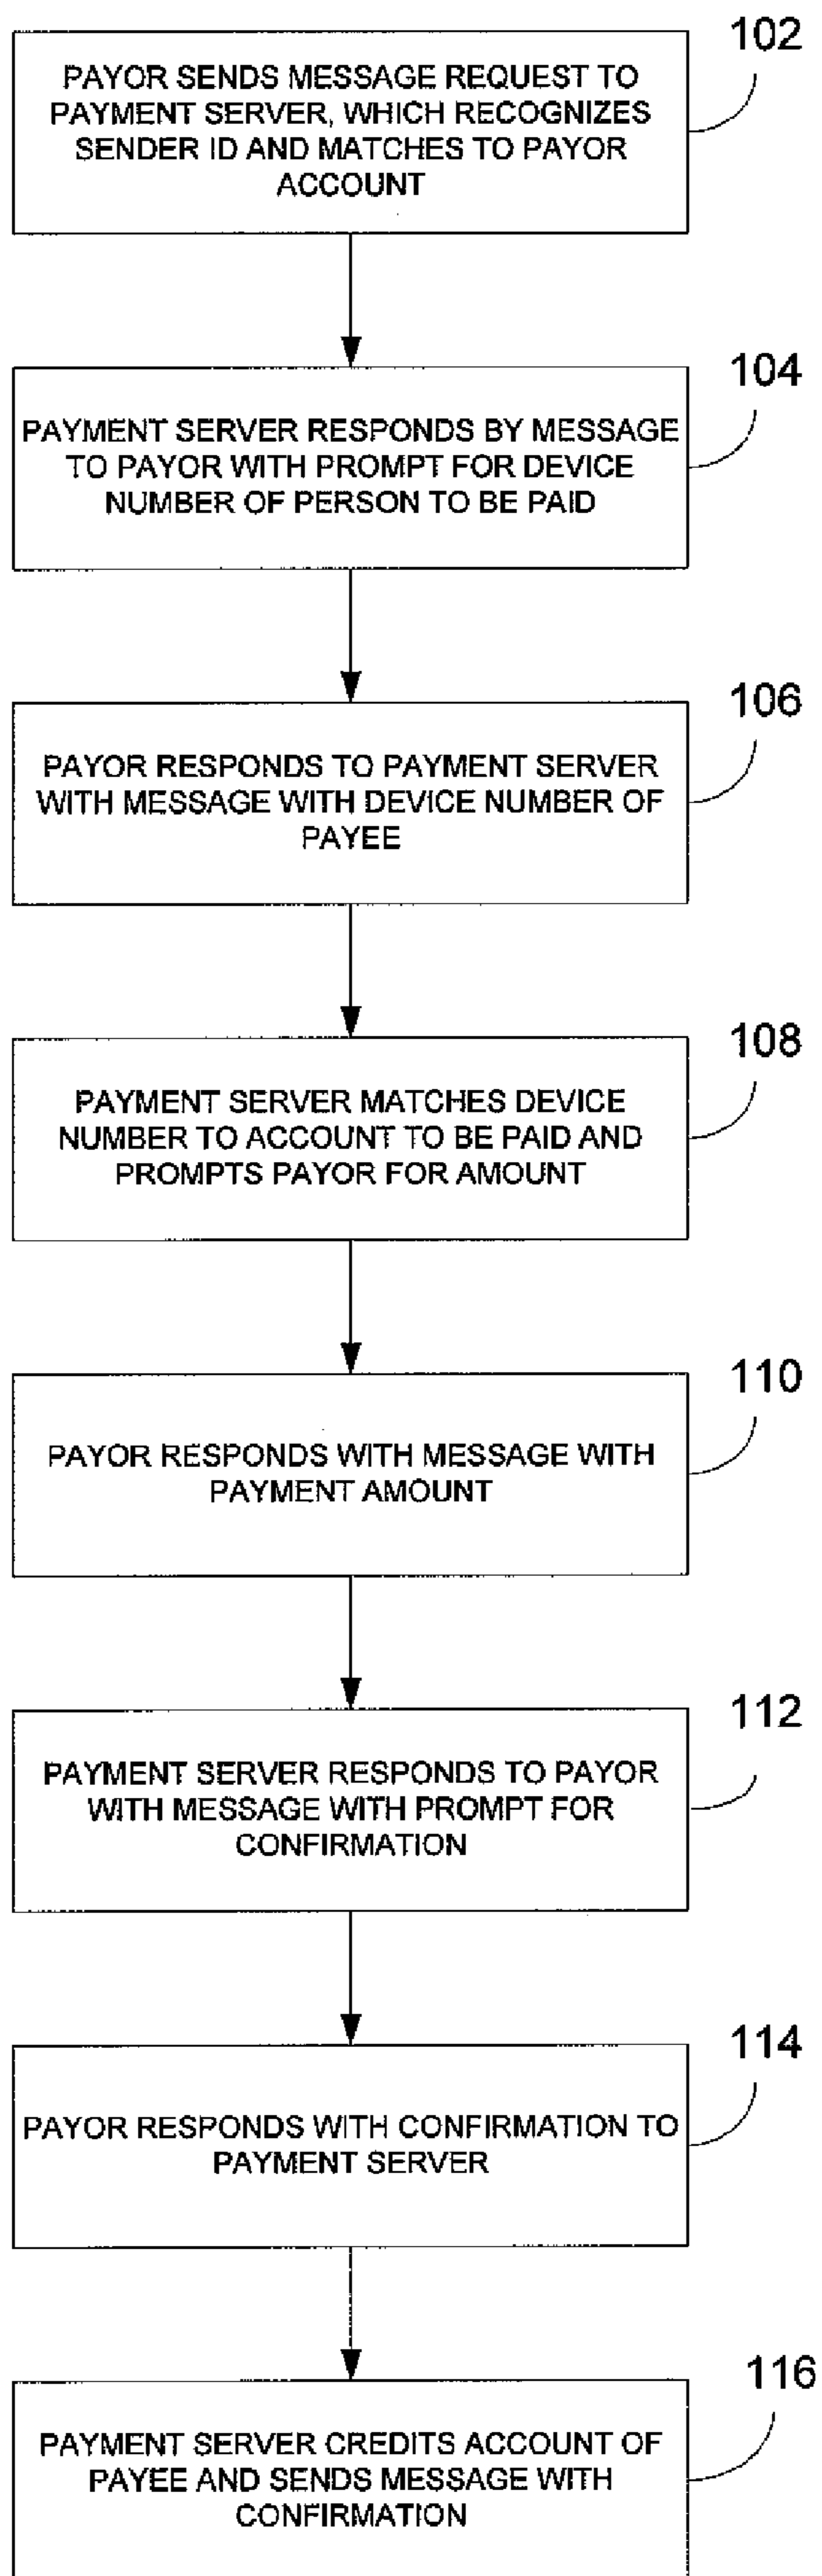 102
PAYOR SENDS MESSAGE REQUEST TO
PAYMENT SERVER, WHICH RECOGNIZES
SENDER ID AND MATCHES TO PAYOR
ACCOUNT
104
PAYMENT SERVER RESPONDS BY MESSAGE
TO PAYOR WITH PROMPT FOR DEVICE
NUMBER OF PERSON TO BE PAID
106
PAYOR RESPONDS TO PAYMENT SERVER
WITH MESSAGE WITH DEVICE NUMBER OF
PAYEE
108
PAYMENT SERVER MATCHES DEVICE
NUMBER TO ACCOUNT TO BE PAID AND
PROMPTS PAYOR FOR AMOUNT
110
PAYOR RESPONDS WITH MESSAGE WITH
PAYMENT AMOUNT
112
PAYMENT SERVER RESPONDS TO PAYOR
WITH MESSAGE WITH PROMPT FOR
CONFIRMATION
114
PAYOR RESPONDS WITH CONFIRMATION TO
PAYMENT SERVER
116
PAYMENT SERVER CREDITS ACCOUNT OF
PAYEE AND SENDS MESSAGE WITH
CONFIRMATION